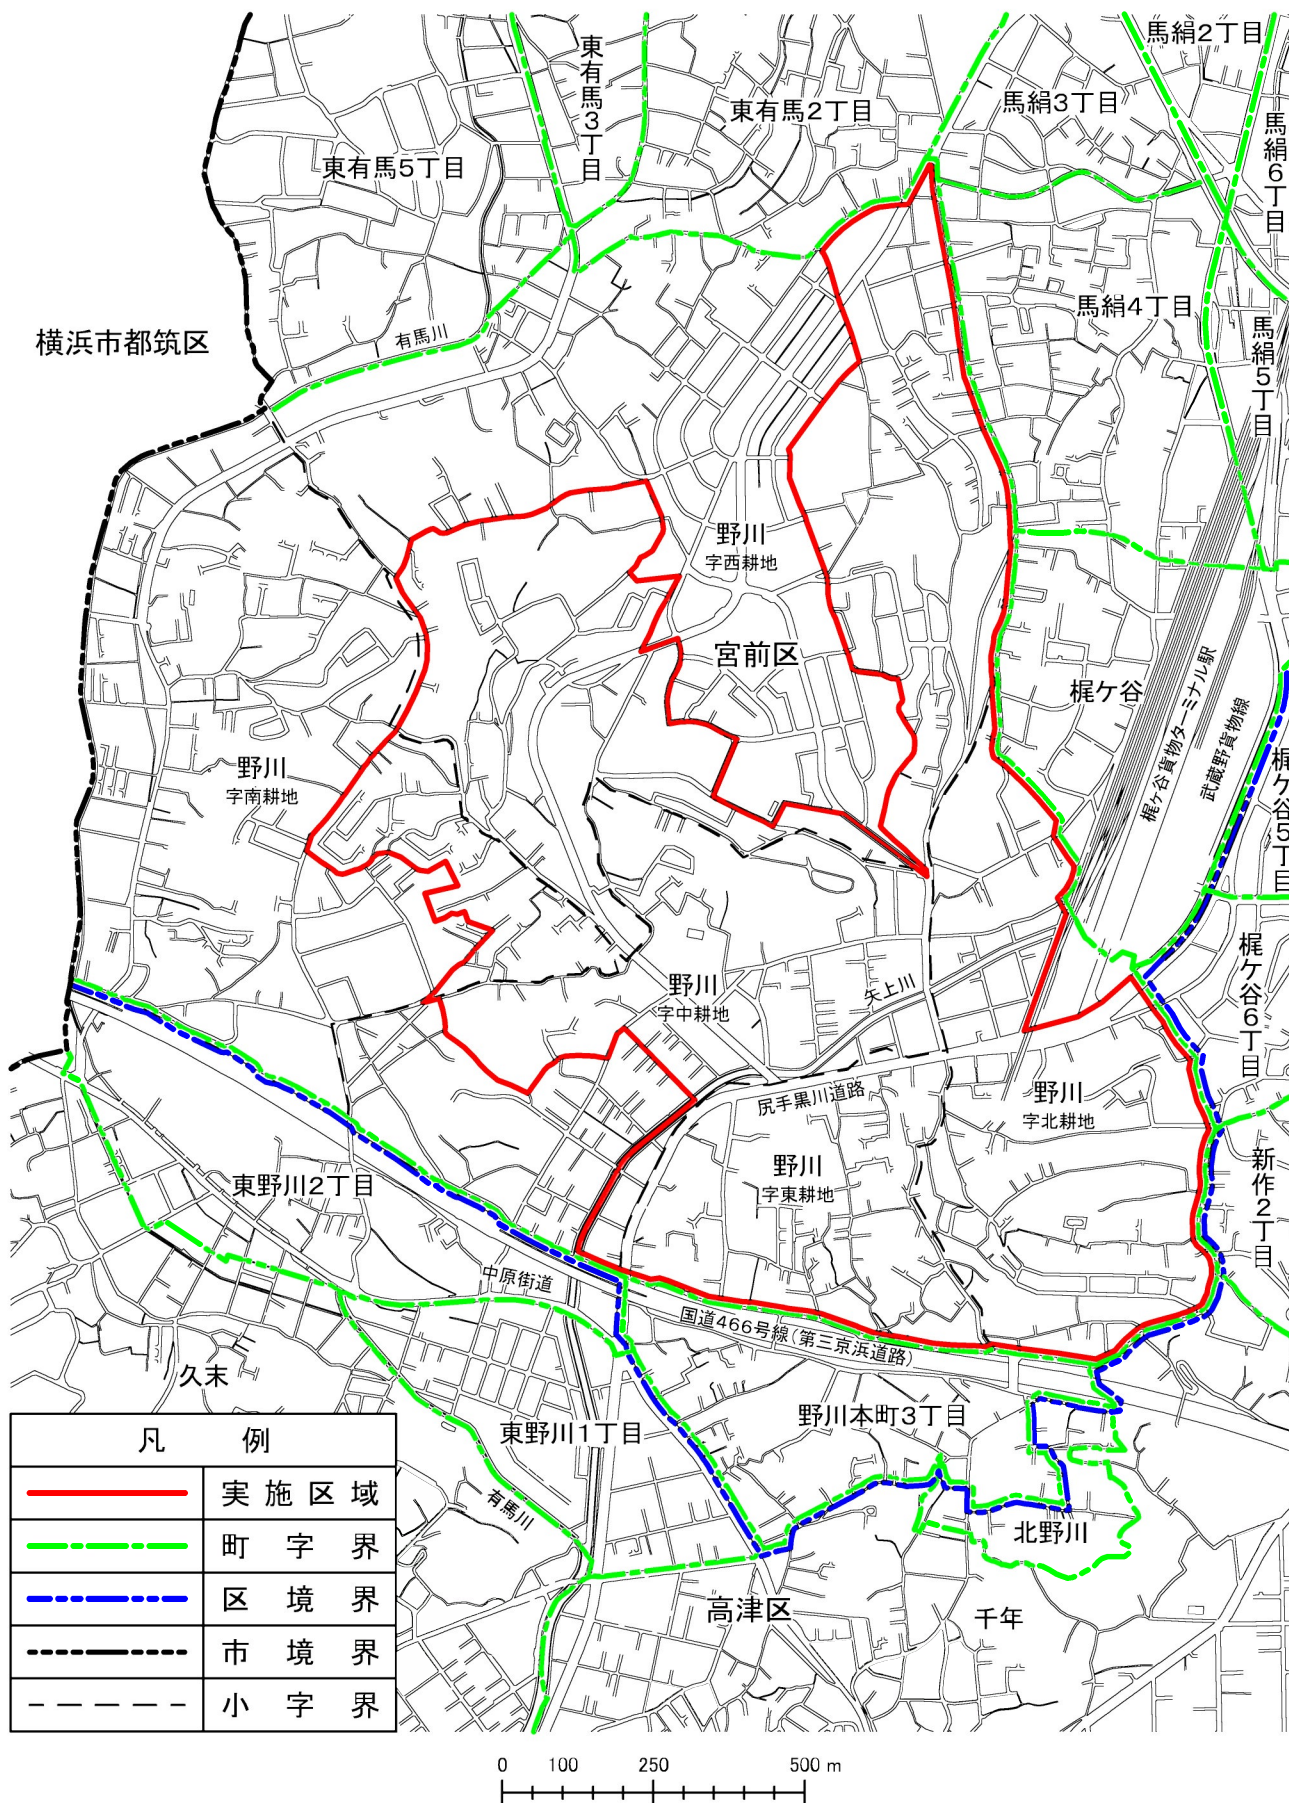 馬絹2丁目
東有馬3丁目
東有馬2丁目
馬絹3丁目
馬絹6丁目
東有馬5丁目
馬絹4丁目
馬絹5丁目
横浜市都筑区
有馬川
野川
字西耕地
宮前区
梶ケ谷
梶ヶ谷貨物ターミナル駅
武蔵野貨物線
梶ケ谷5丁目
野川
字南耕地
梶ケ谷6丁目
野川
字中耕地
矢上川
尻手黒川道路
野川
字北耕地
野川
字東耕地
新作2丁目
東野川2丁目
中原街道
国道466号線(第三京浜道路)
久末
東野川1丁目
野川本町3丁目
有馬川
北野川
高津区
千年
凡 例
実施区域
町字界
区境界
市境界
小字界
0 100 250 500 m